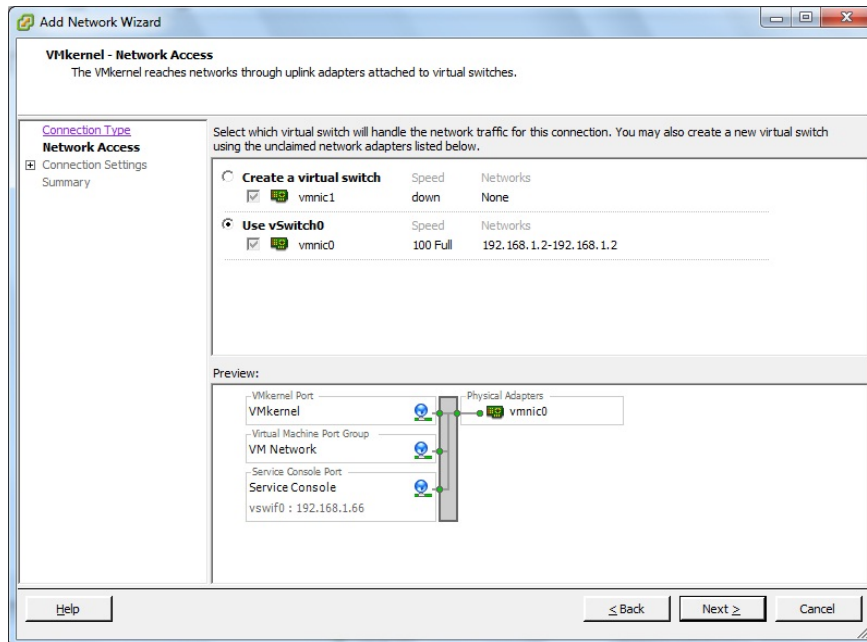 Add Network Wizard
VMkernel - Network Access
The VMkernel reaches networks through uplink adapters attached to virtual switches.
Connection Type
Network Access
Connection Settings
Summary
Select which virtual switch will handle the network traffic for this connection. You may also create a new virtual switch
using the unclaimed network adapters listed below.
Create a virtual switch Speed Networks
vmnic1 down None
Use vSwitch0 Speed Networks
vmnic0 100 Full 192.168.1.2-192.168.1.2
Preview:
VMkernel Port Physical Adapters
VMkernel vmnic0
Virtual Machine Port Group
VM Network
Service Console Port
Service Console
vswif0 : 192.168.1.66
Help < Back Next > Cancel